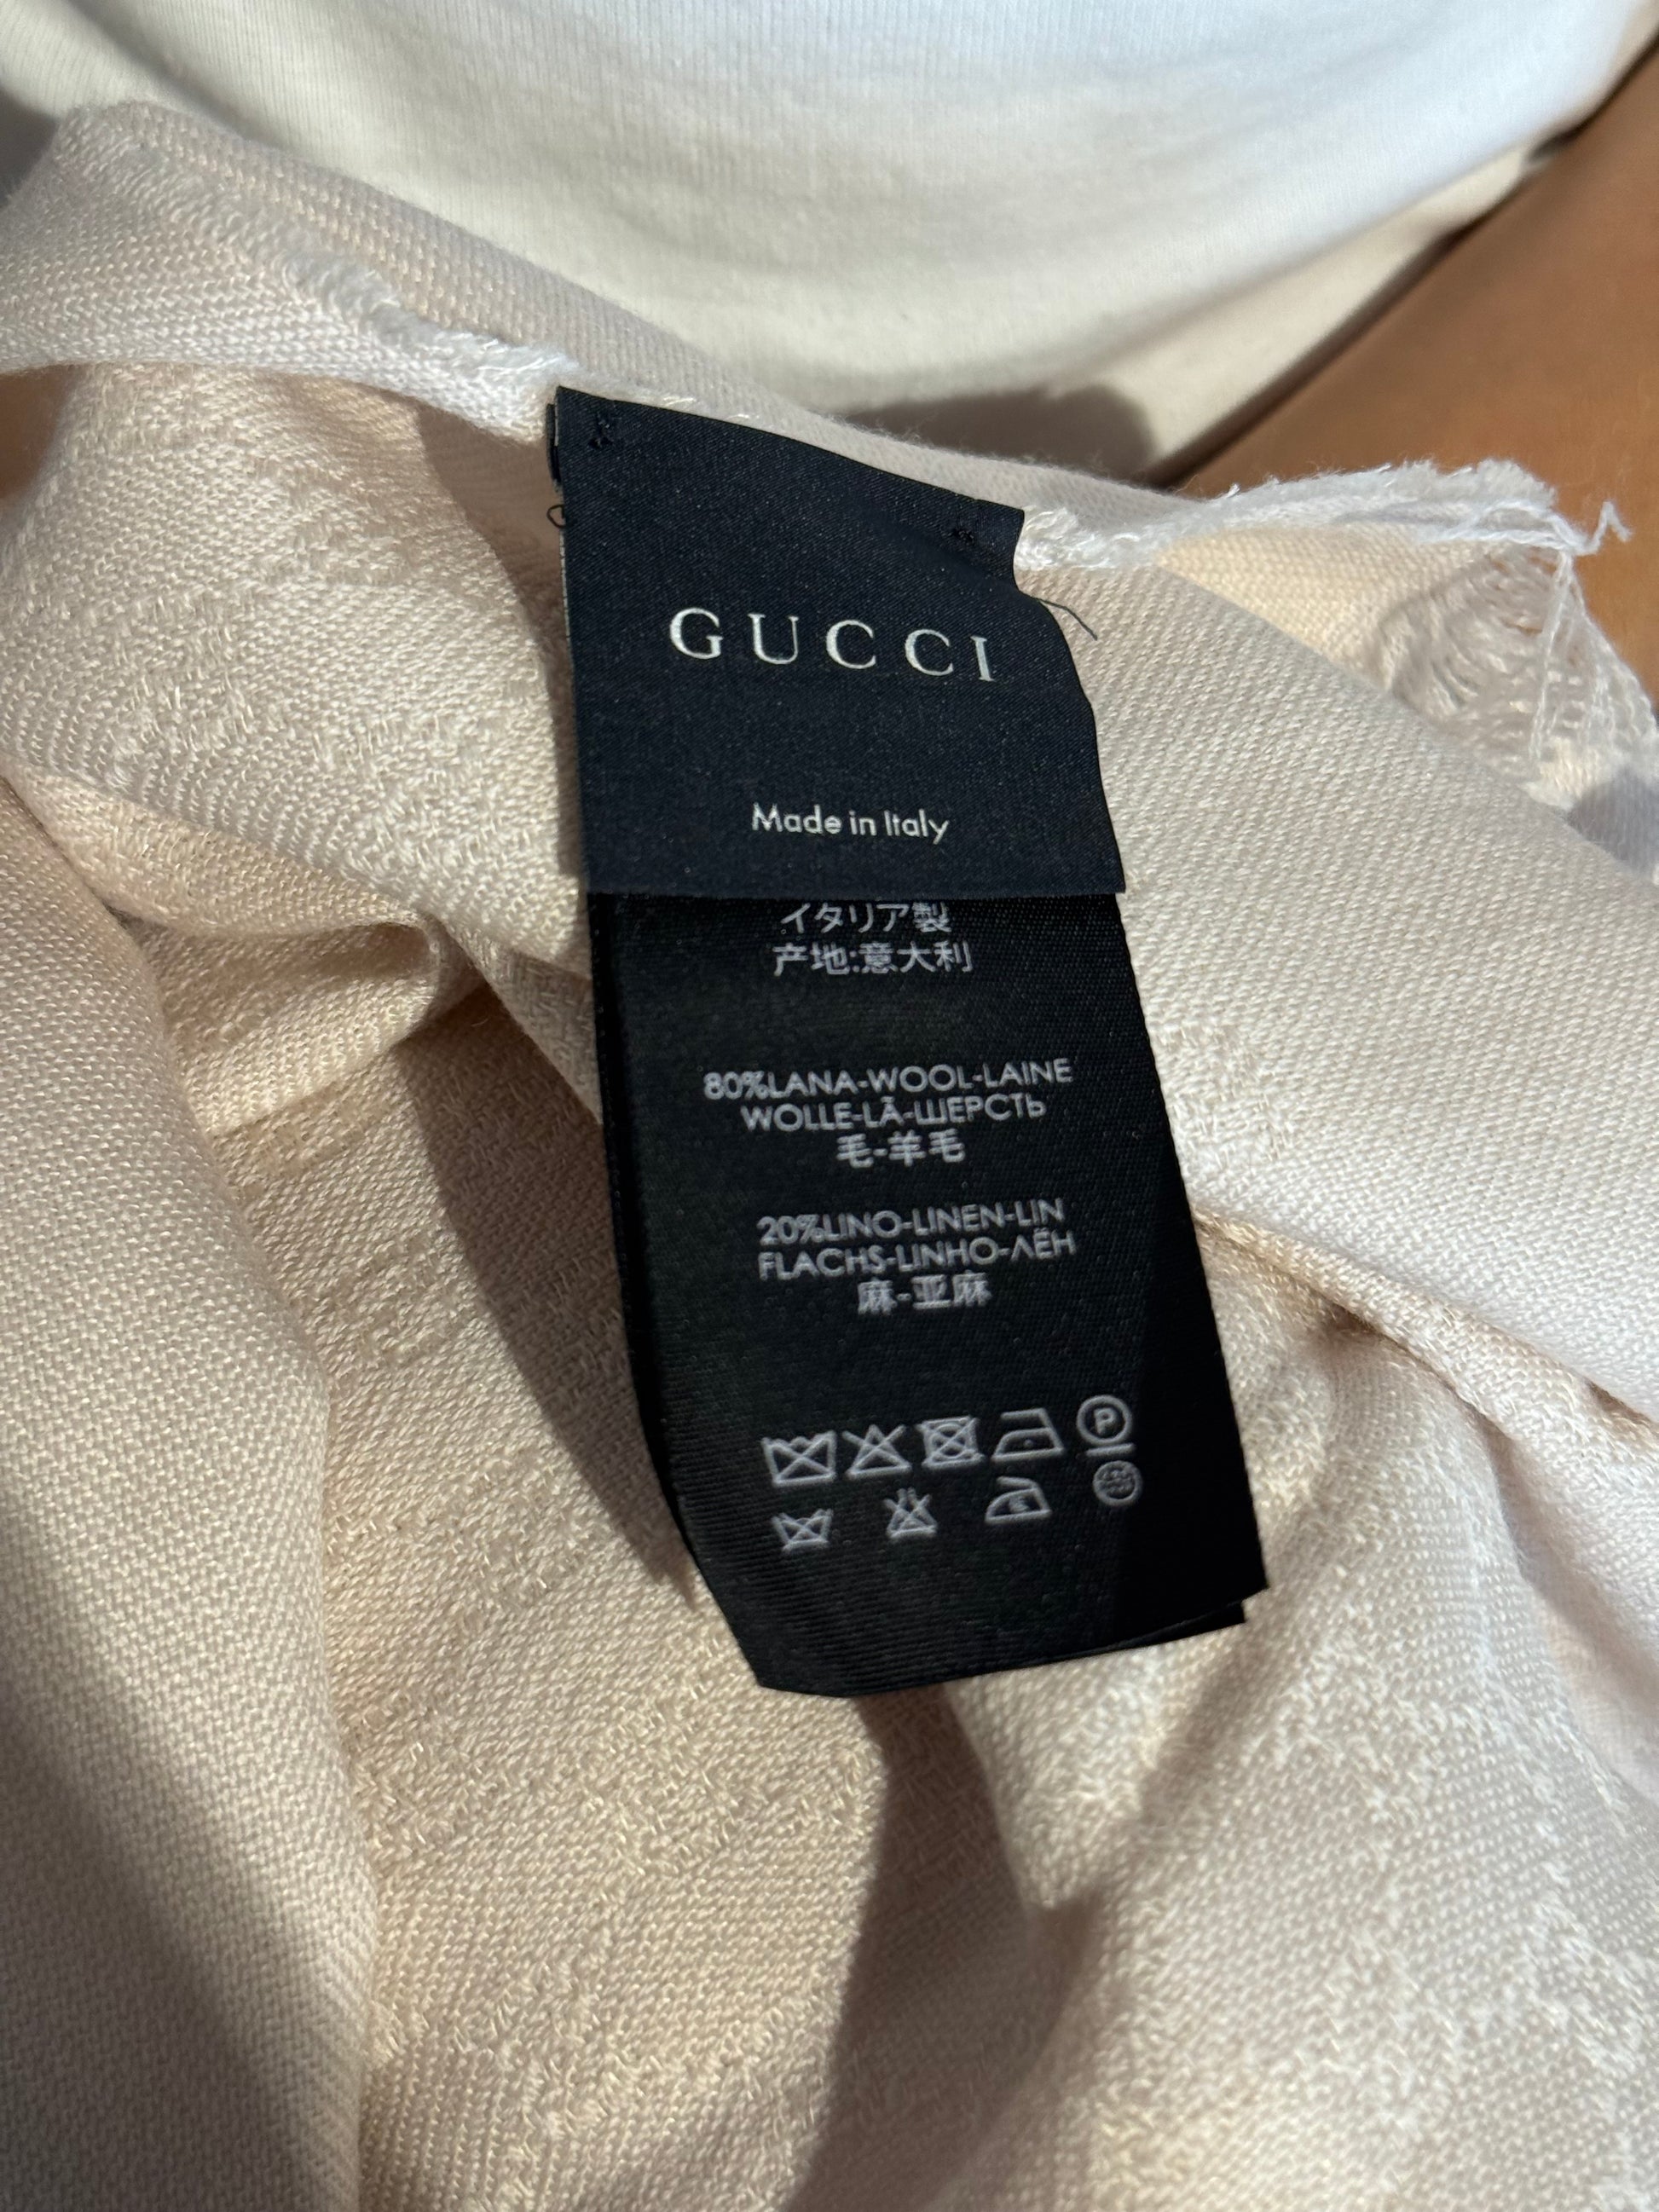 GUCCI
Made in Italy
イタリア製
产地:意大利
80%LANA-WOOL-LAINE
WOLLE-LÃ-ШЕРСТЬ
毛-羊毛
20%LINO-LINEN-LIN
FLACHS-LINHO-ЛЁН
麻-亚麻
P